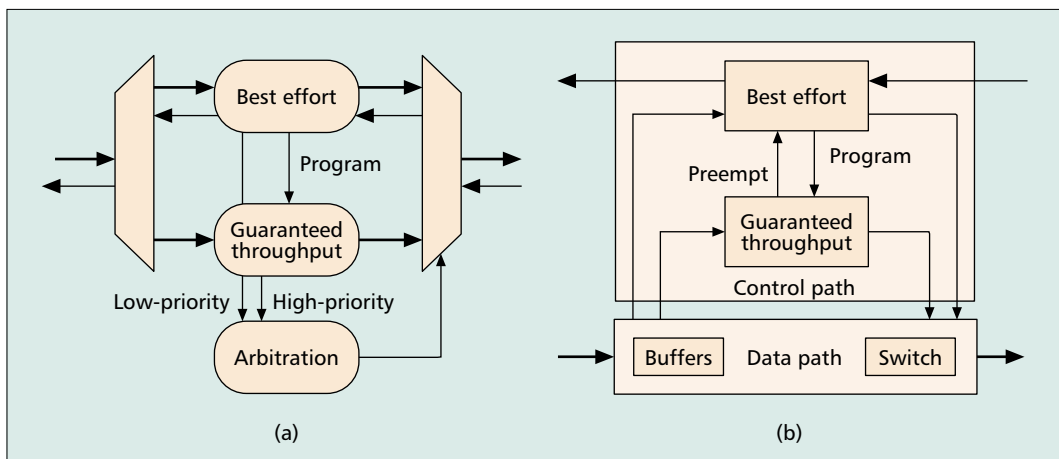 Best effort
Program
Guaranteed
throughput
Low-priority
High-priority
Arbitration
(a)
Best effort
Preempt
Program
Guaranteed
throughput
Control path
Buffers
Data path
Switch
(b)